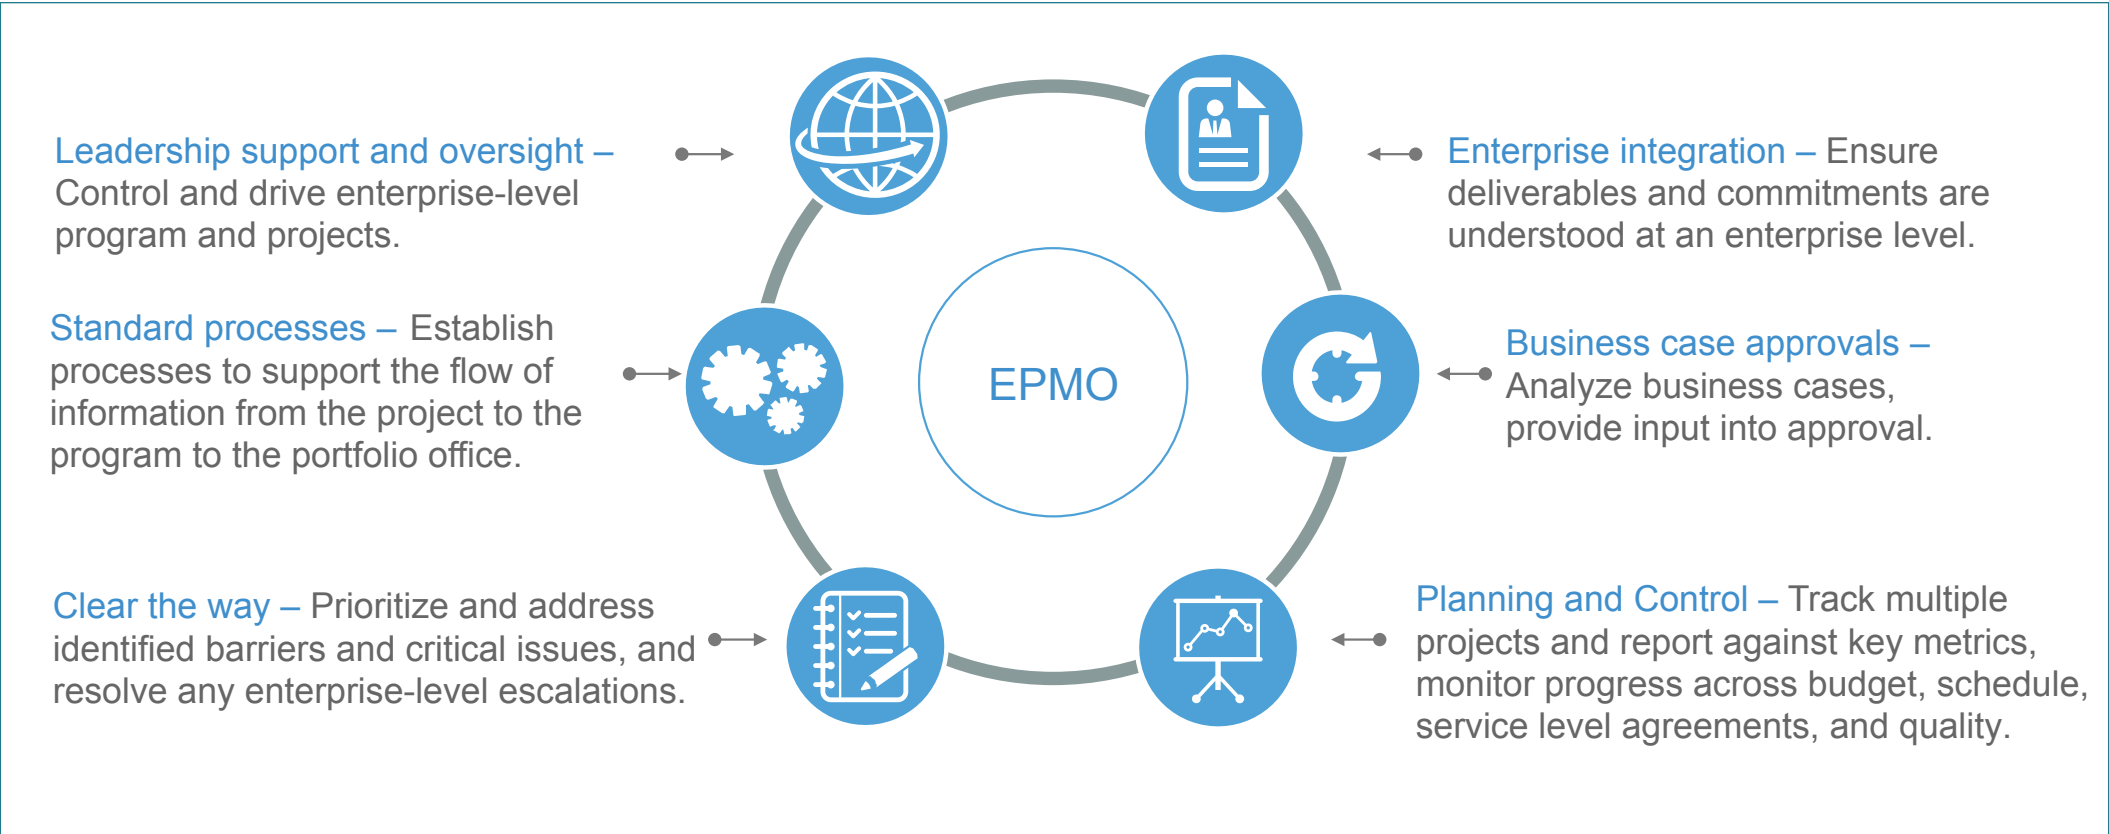 Leadership support and oversight –
Control and drive enterprise-level
program and projects.
Standard processes – Establish
processes to support the flow of
information from the project to the
program to the portfolio office.
Clear the way – Prioritize and address
identified barriers and critical issues, and
resolve any enterprise-level escalations.
EPMO
Enterprise integration – Ensure
deliverables and commitments are
understood at an enterprise level.
Business case approvals –
Analyze business cases,
provide input into approval.
Planning and Control – Track multiple
projects and report against key metrics,
monitor progress across budget, schedule,
service level agreements, and quality.